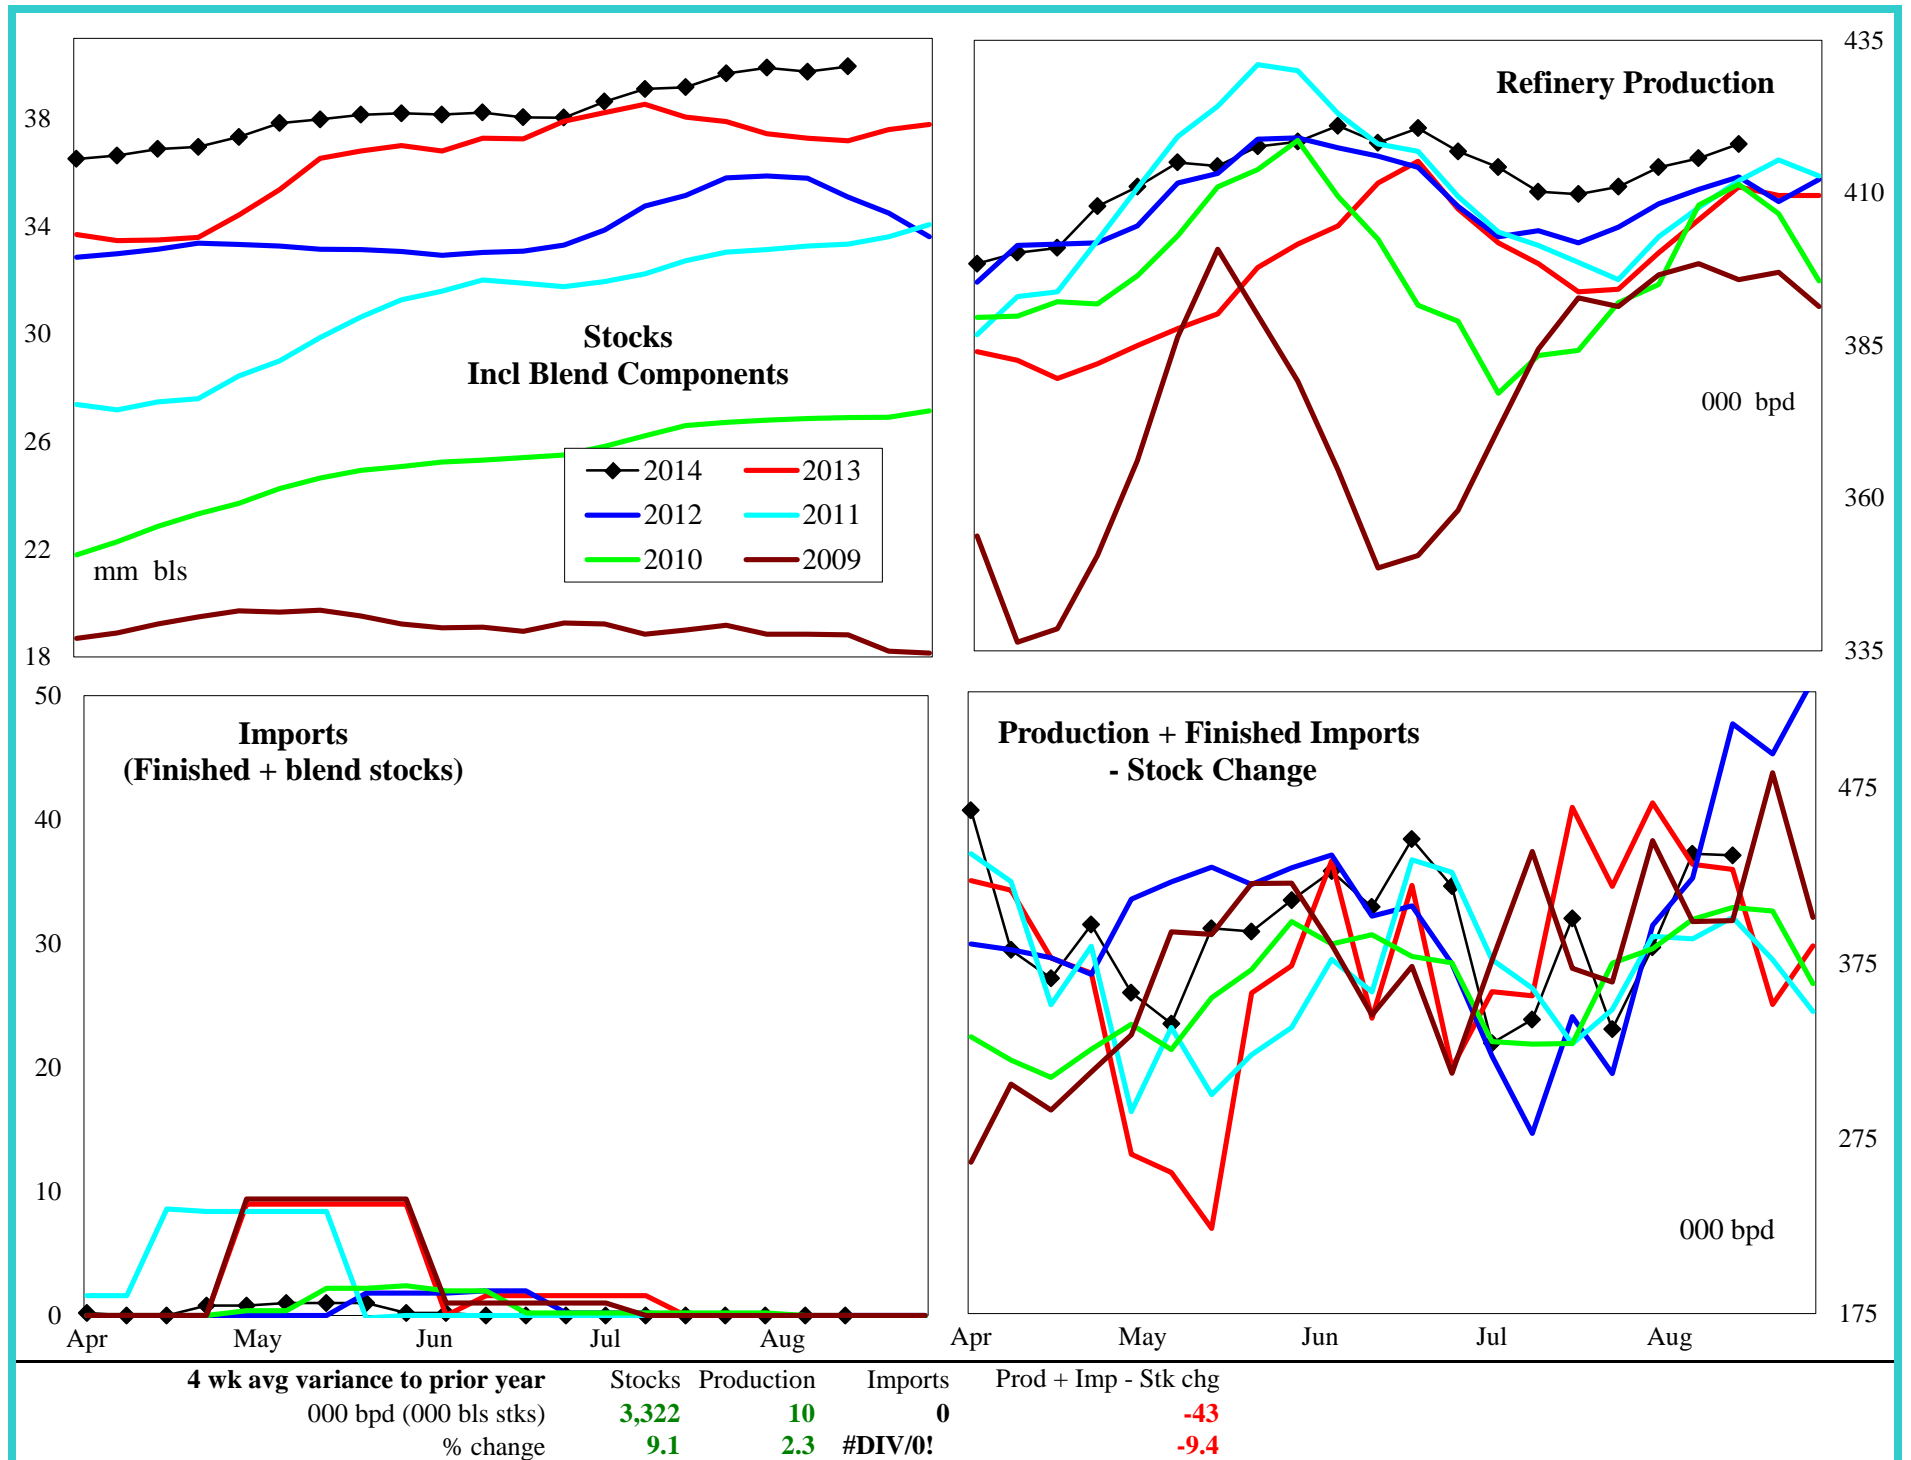 38
34
30
26
22
18
Stocks
Incl Blend Components
mm bls
2014
2013
2012
2011
2010
2009
Refinery Production
000 bpd
435
410
385
360
335
Imports
(Finished + blend stocks)
50
40
30
20
10
0
Apr May Jun Jul Aug
Production + Finished Imports
- Stock Change
000 bpd
475
375
275
175
Apr May Jun Jul Aug
4 wk avg variance to prior year Stocks Production Imports Prod + Imp - Stk chg
000 bpd (000 bls stks) 3,322 10 0 -43
% change 9.1 2.3 #DIV/0! -9.4